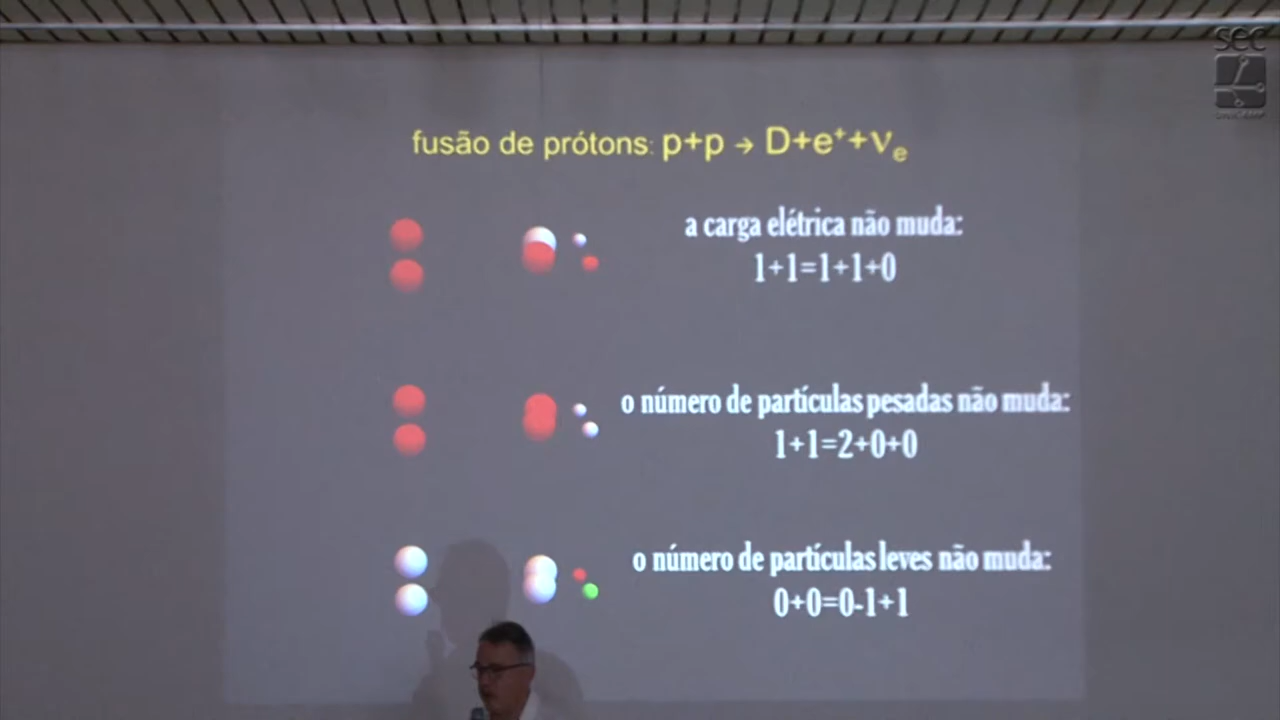 sec
fusão de prótons: p+p → D+e⁺+νₑ
a carga elétrica não muda:
1+1=1+1+0
o número de partículas pesadas não muda:
1+1=2+0+0
o número de partículas leves não muda:
0+0=0-1+1